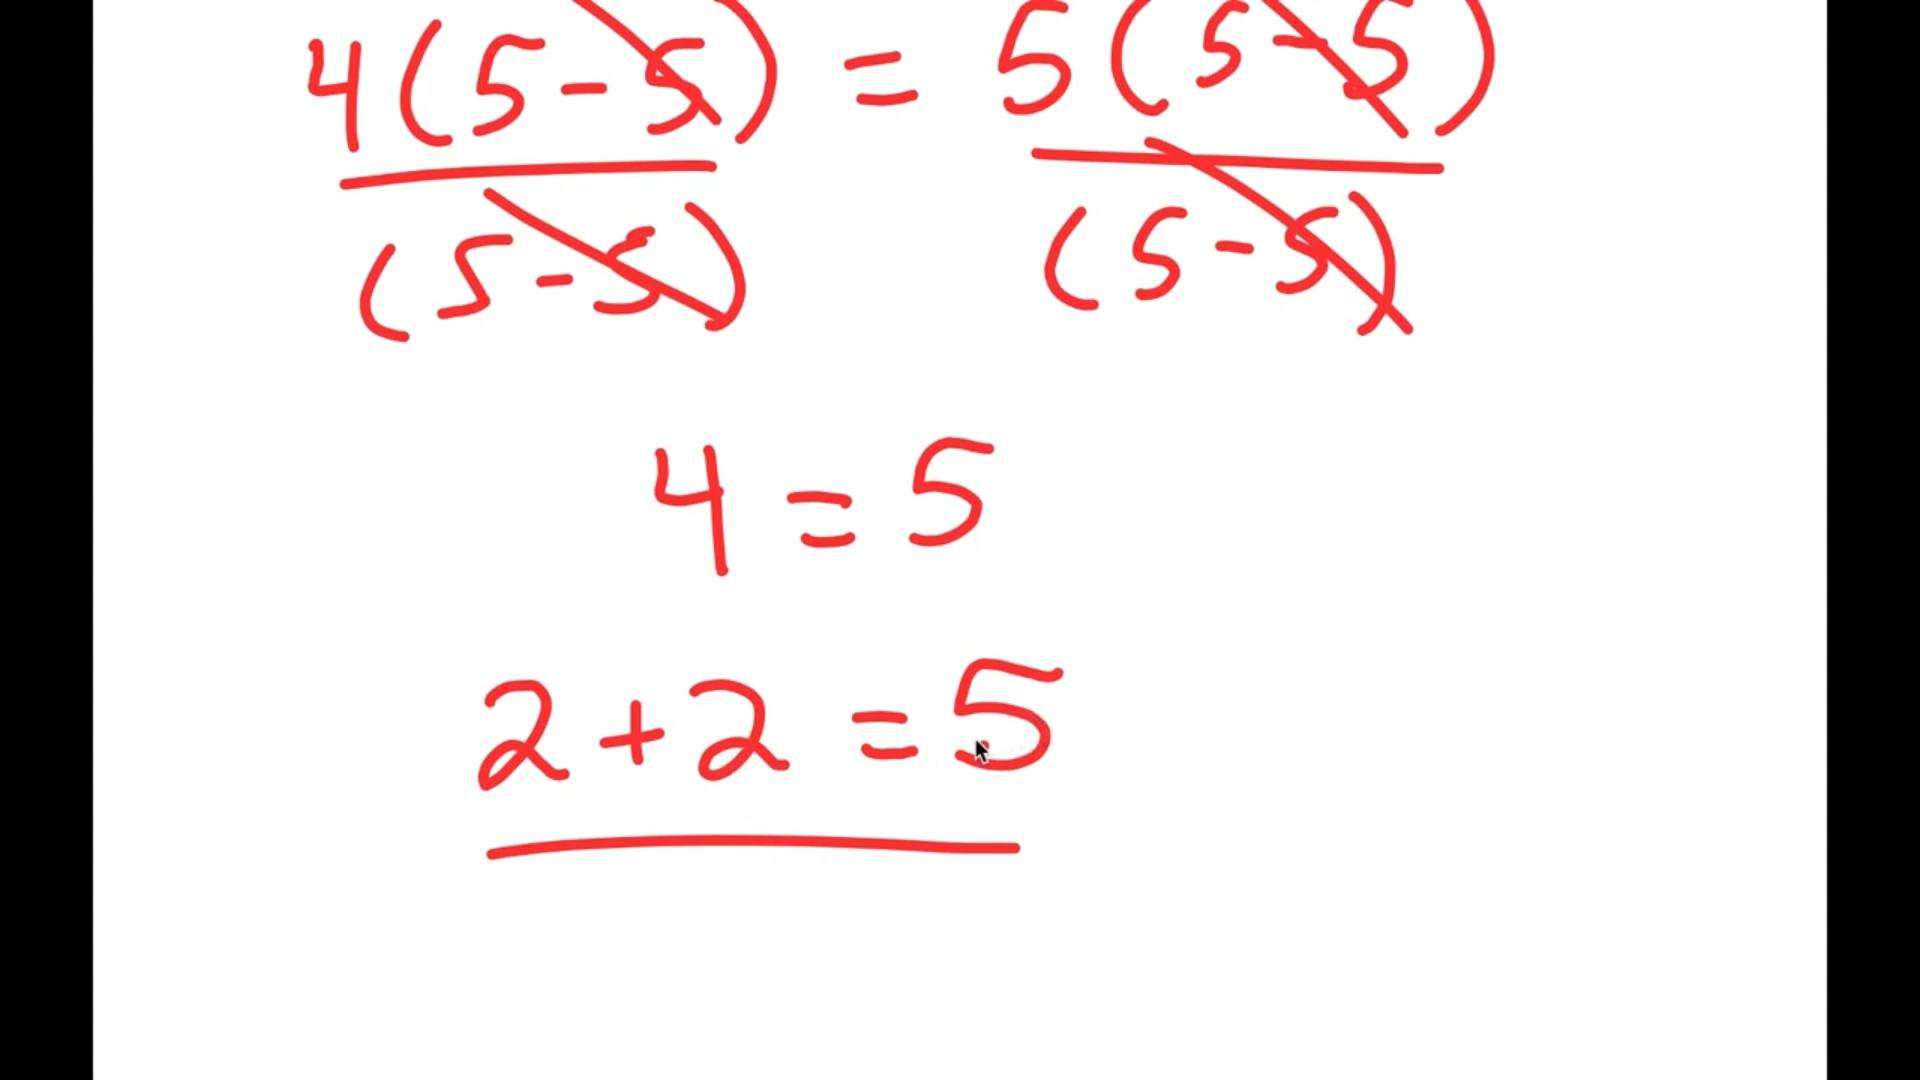 4(5-5) = 5(5-5)
(5-5) (5-5)
4 = 5
2+2 = 5